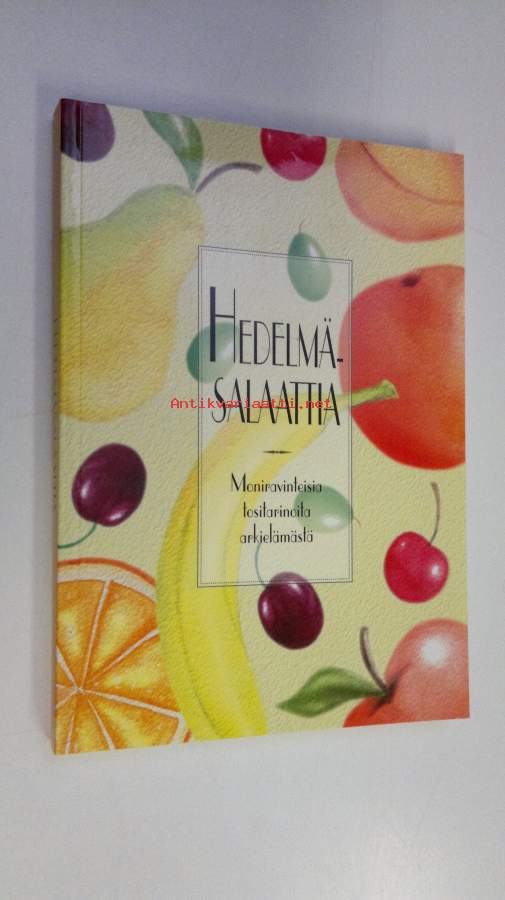 HEDELMÄ-
Antikvariaatti.net
SALAATTIA
Moniravinteisia
tositarinoita
arkielämästä